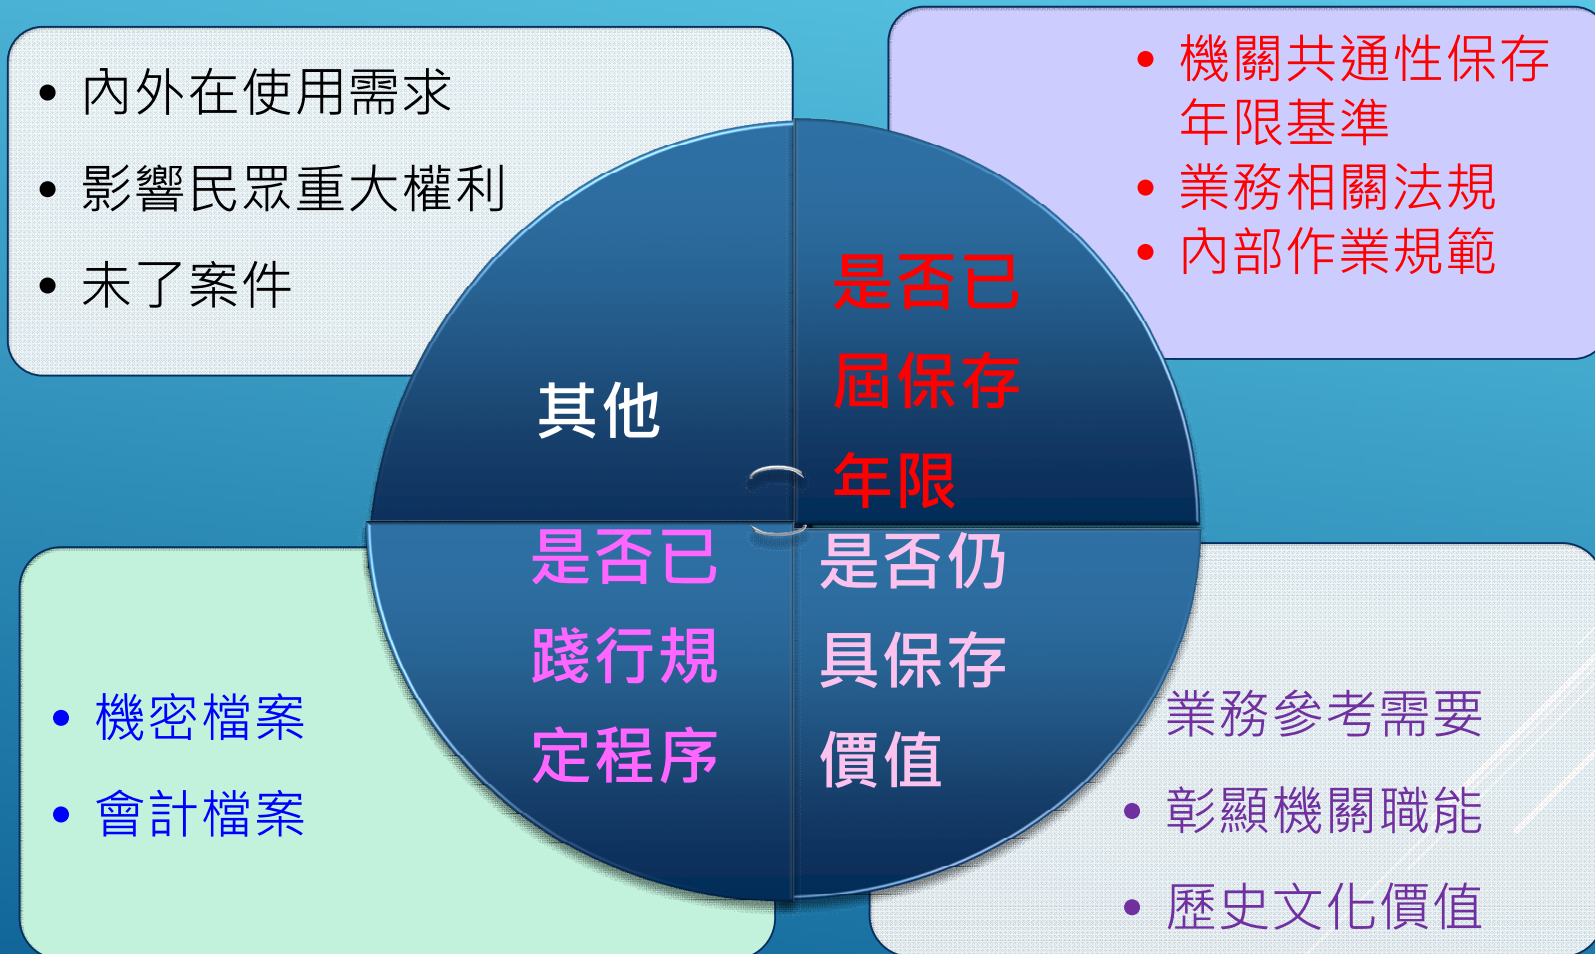 • 內外在使用需求
• 影響民眾重大權利
• 未了案件
• 機關共通性保存
年限基準
• 業務相關法規
• 內部作業規範
其他
是否已
屆保存
年限
是否已
踐行規
定程序
是否仍
具保存
價值
• 機密檔案
• 會計檔案
業務參考需要
• 彰顯機關職能
• 歷史文化價值